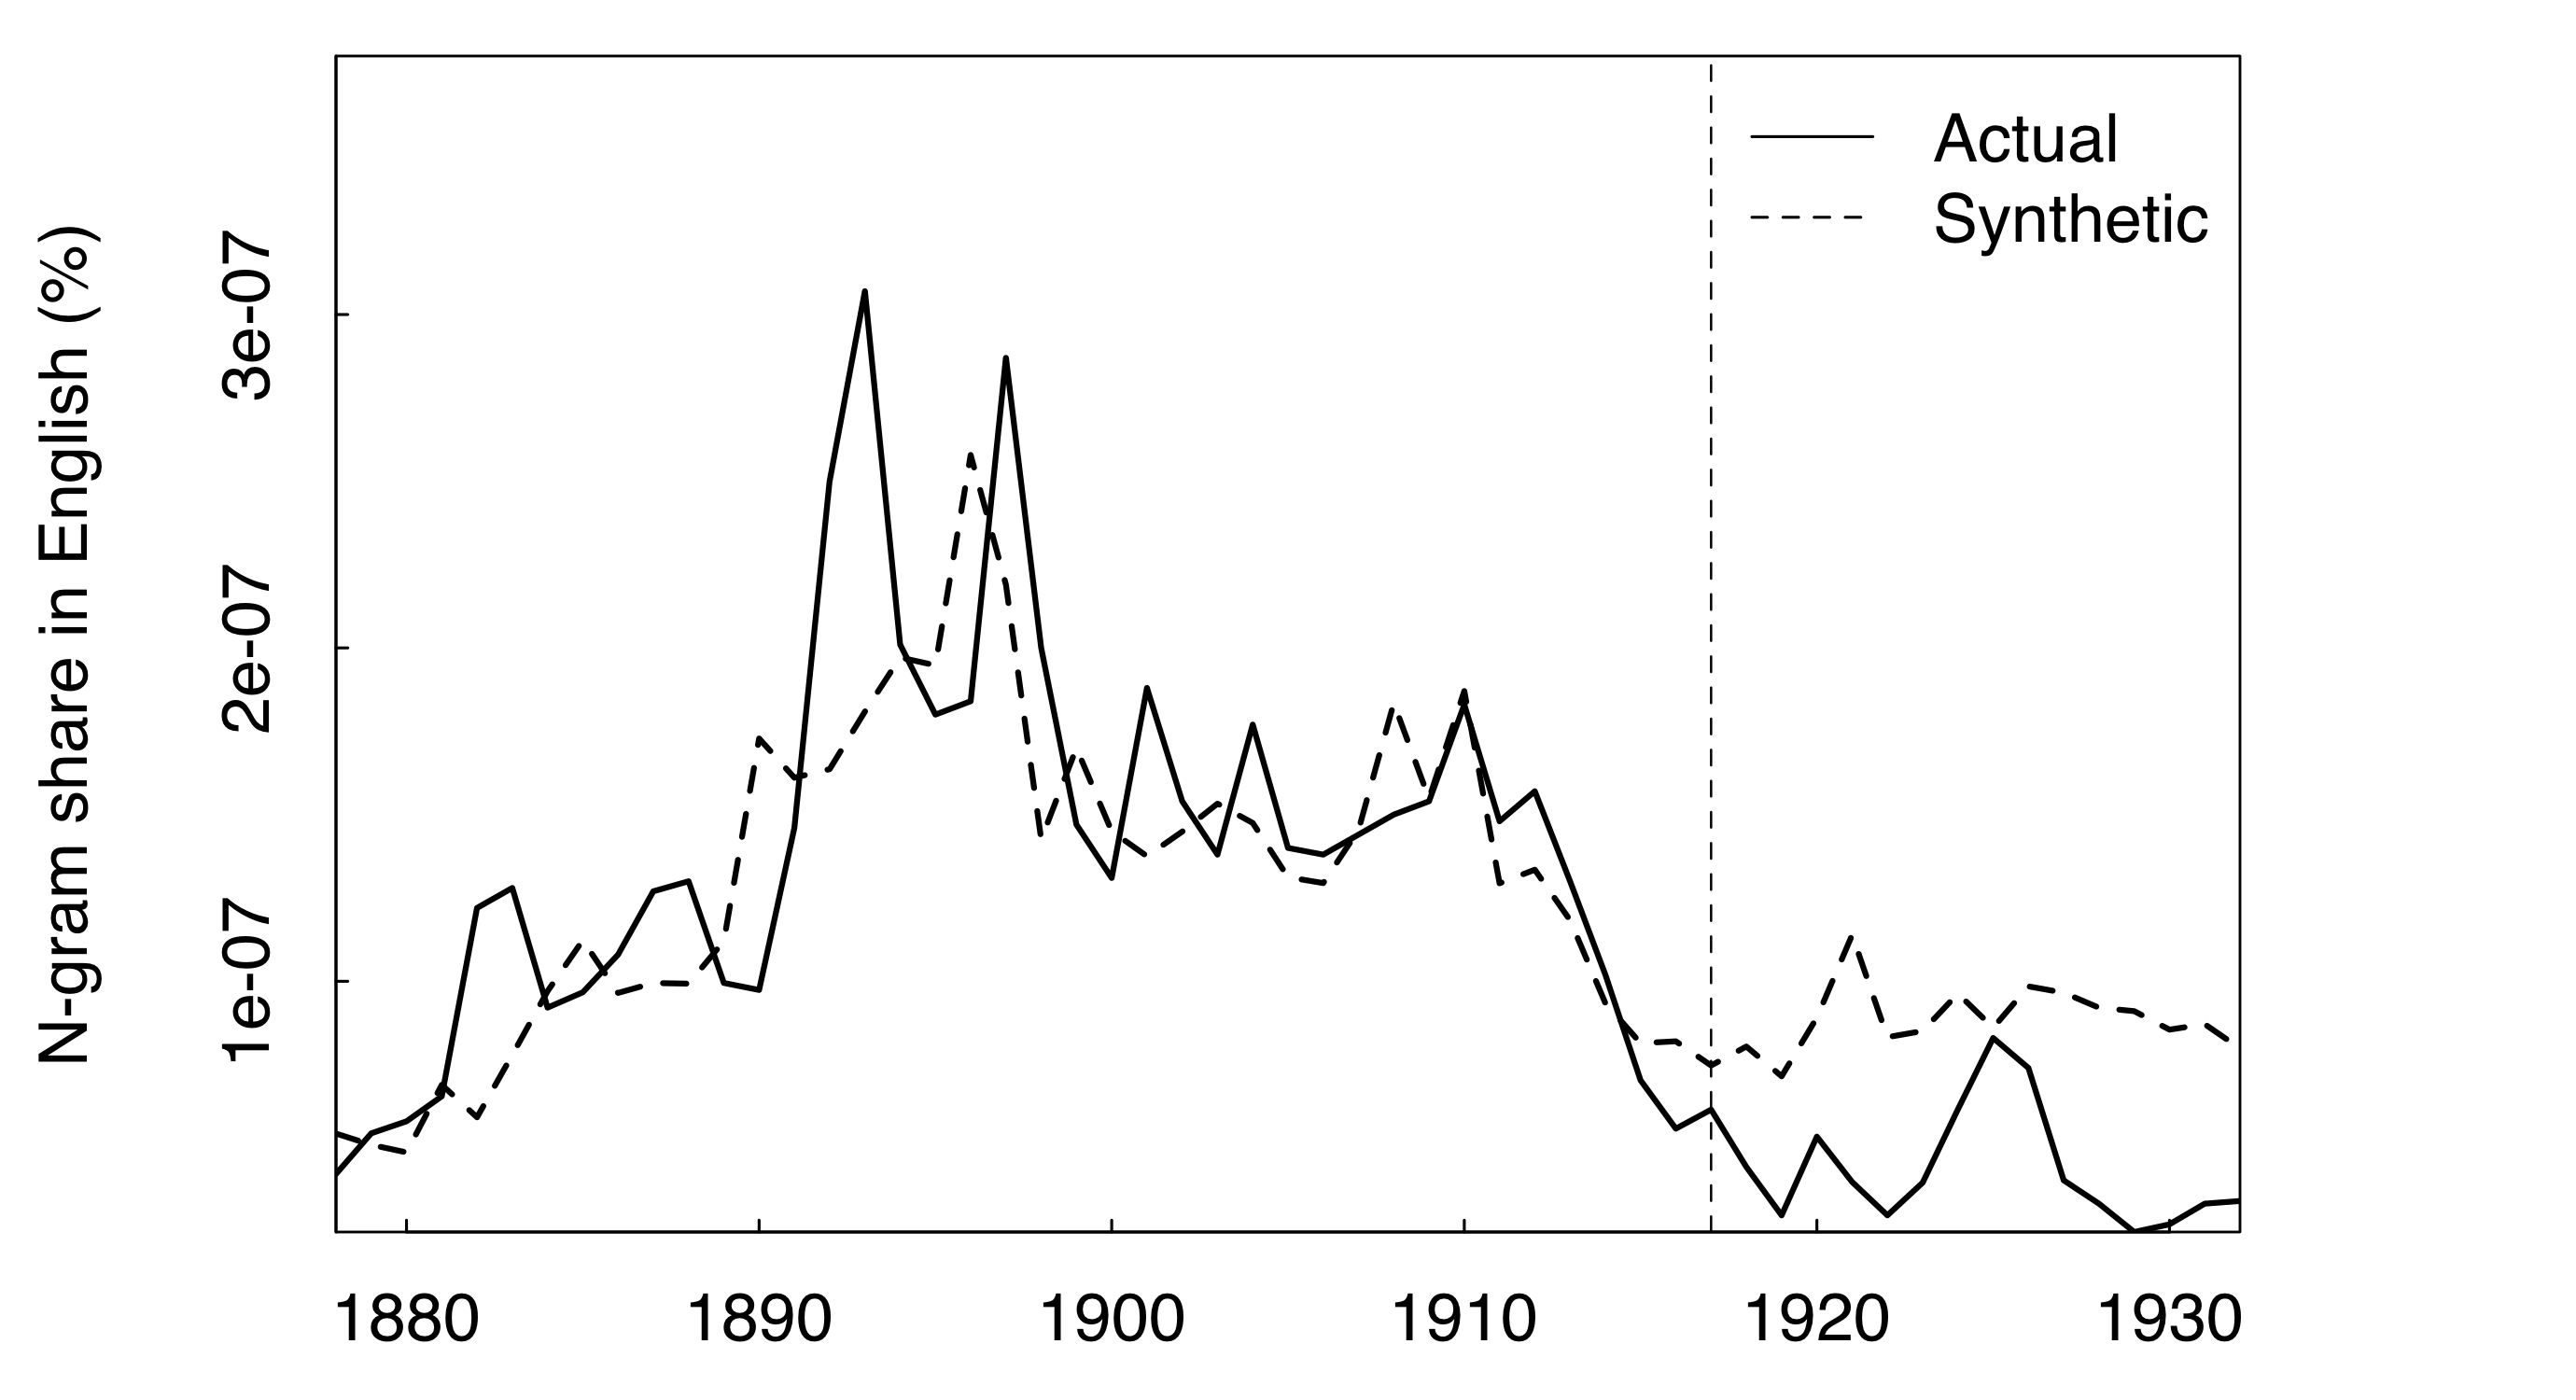 N-gram share in English (%)
3e-07
2e-07
1e-07
Actual
Synthetic
1880 1890 1900 1910 1920 1930